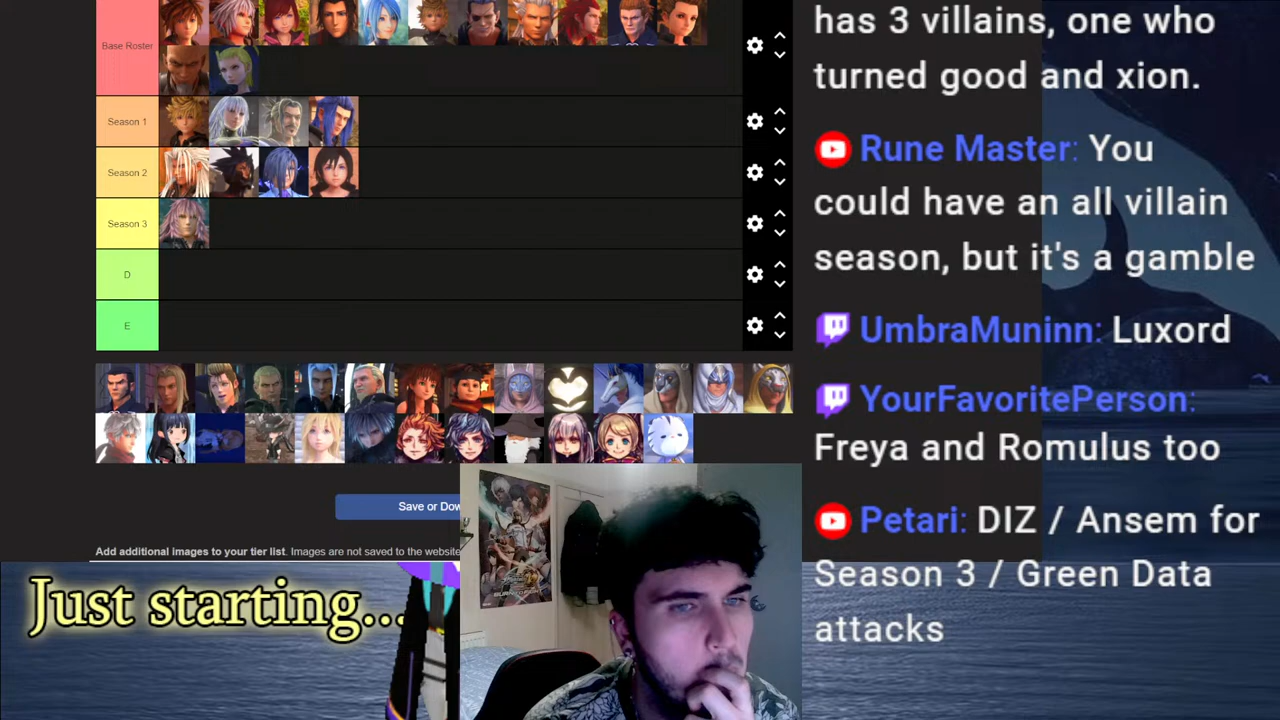 has 3 villains, one who
turned good and xion.
Base Roster
Season 1
Rune Master: You
could have an all villain
season, but it's a gamble
Season 2
Season 3
D
E
UmbraMuninn: Luxord
YourFavoritePerson:
Freya and Romulus too
Save or Dow
Petari: DIZ / Ansem for
Season 3 / Green Data
attacks
Add additional images to your tier list. Images are not saved to the website
Just starting...